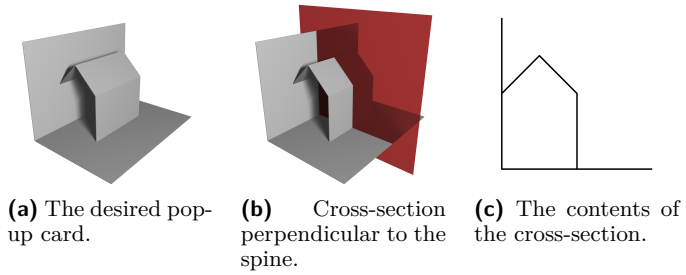 (a) The desired pop-
up card.
(b) Cross-section
perpendicular to the
spine.
(c) The contents of
the cross-section.